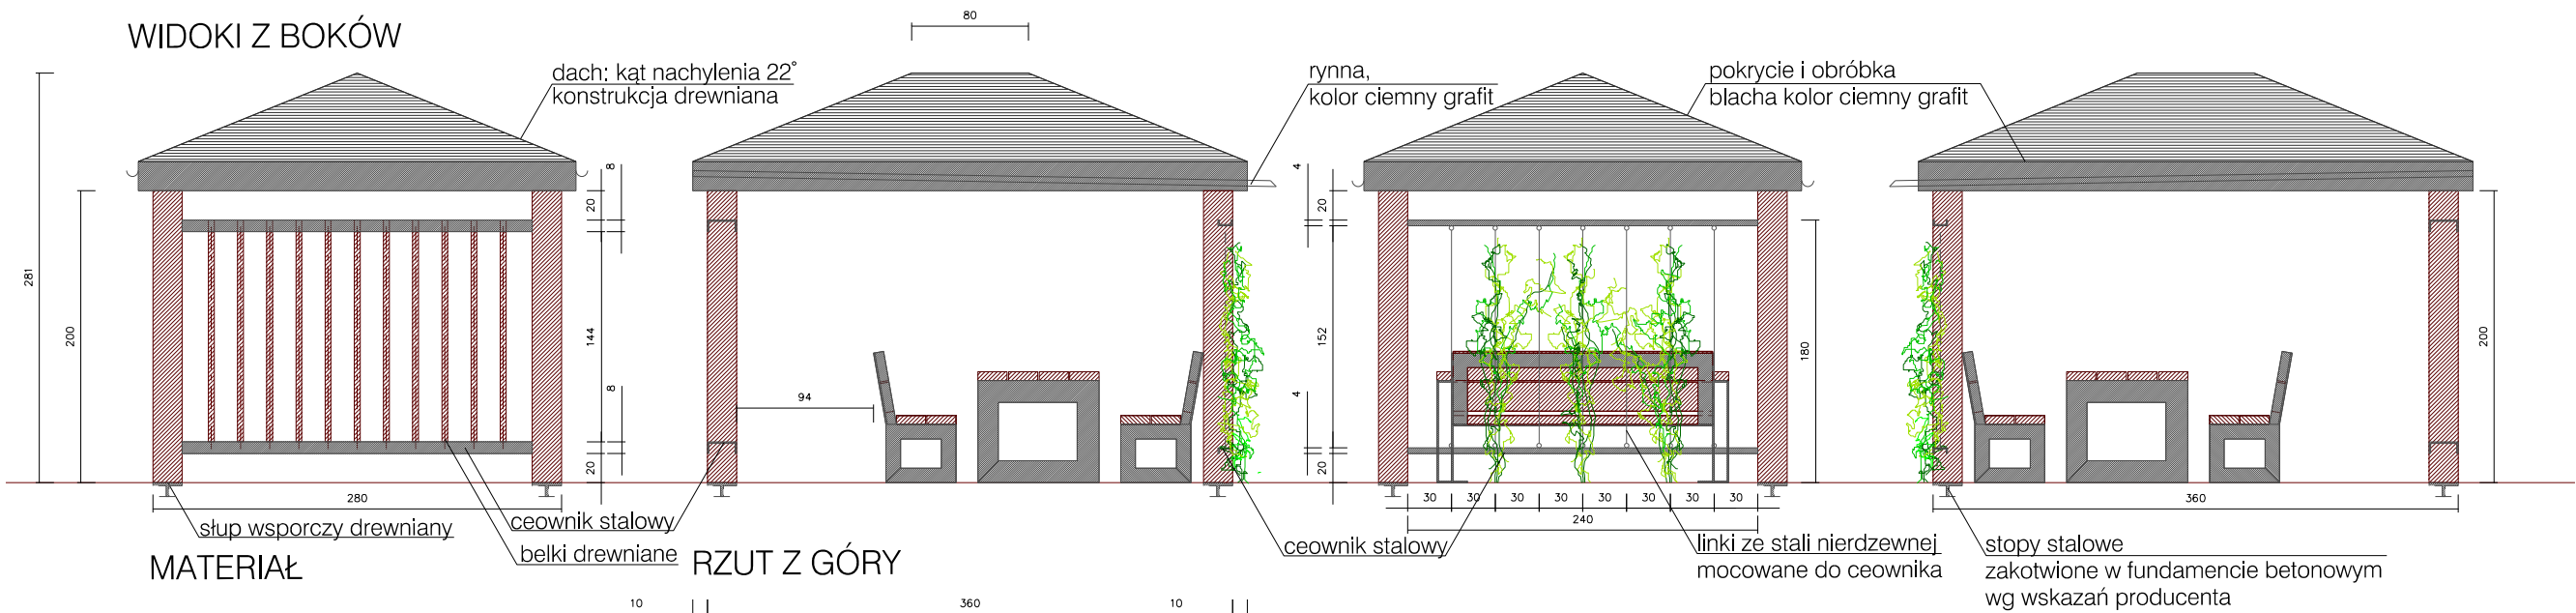 WIDOKI Z BOKÓW
80
dach: kąt nachylenia 22°
konstrukcja drewniana
rynna,
kolor ciemny grafit
pokrycie i obróbka
blacha kolor ciemny grafit
281
200
8
20
144
8
20
280
94
4
20
152
4
20
180
30 30 30 30 30 30 30 30
240
200
360
słup wsporczy drewniany
ceownik stalowy
belki drewniane
ceownik stalowy
linki ze stali nierdzewnej
mocowane do ceownika
stopy stalowe
zakotwione w fundamencie betonowym
wg wskazań producenta
MATERIAŁ
RZUT Z GÓRY
10 360 10